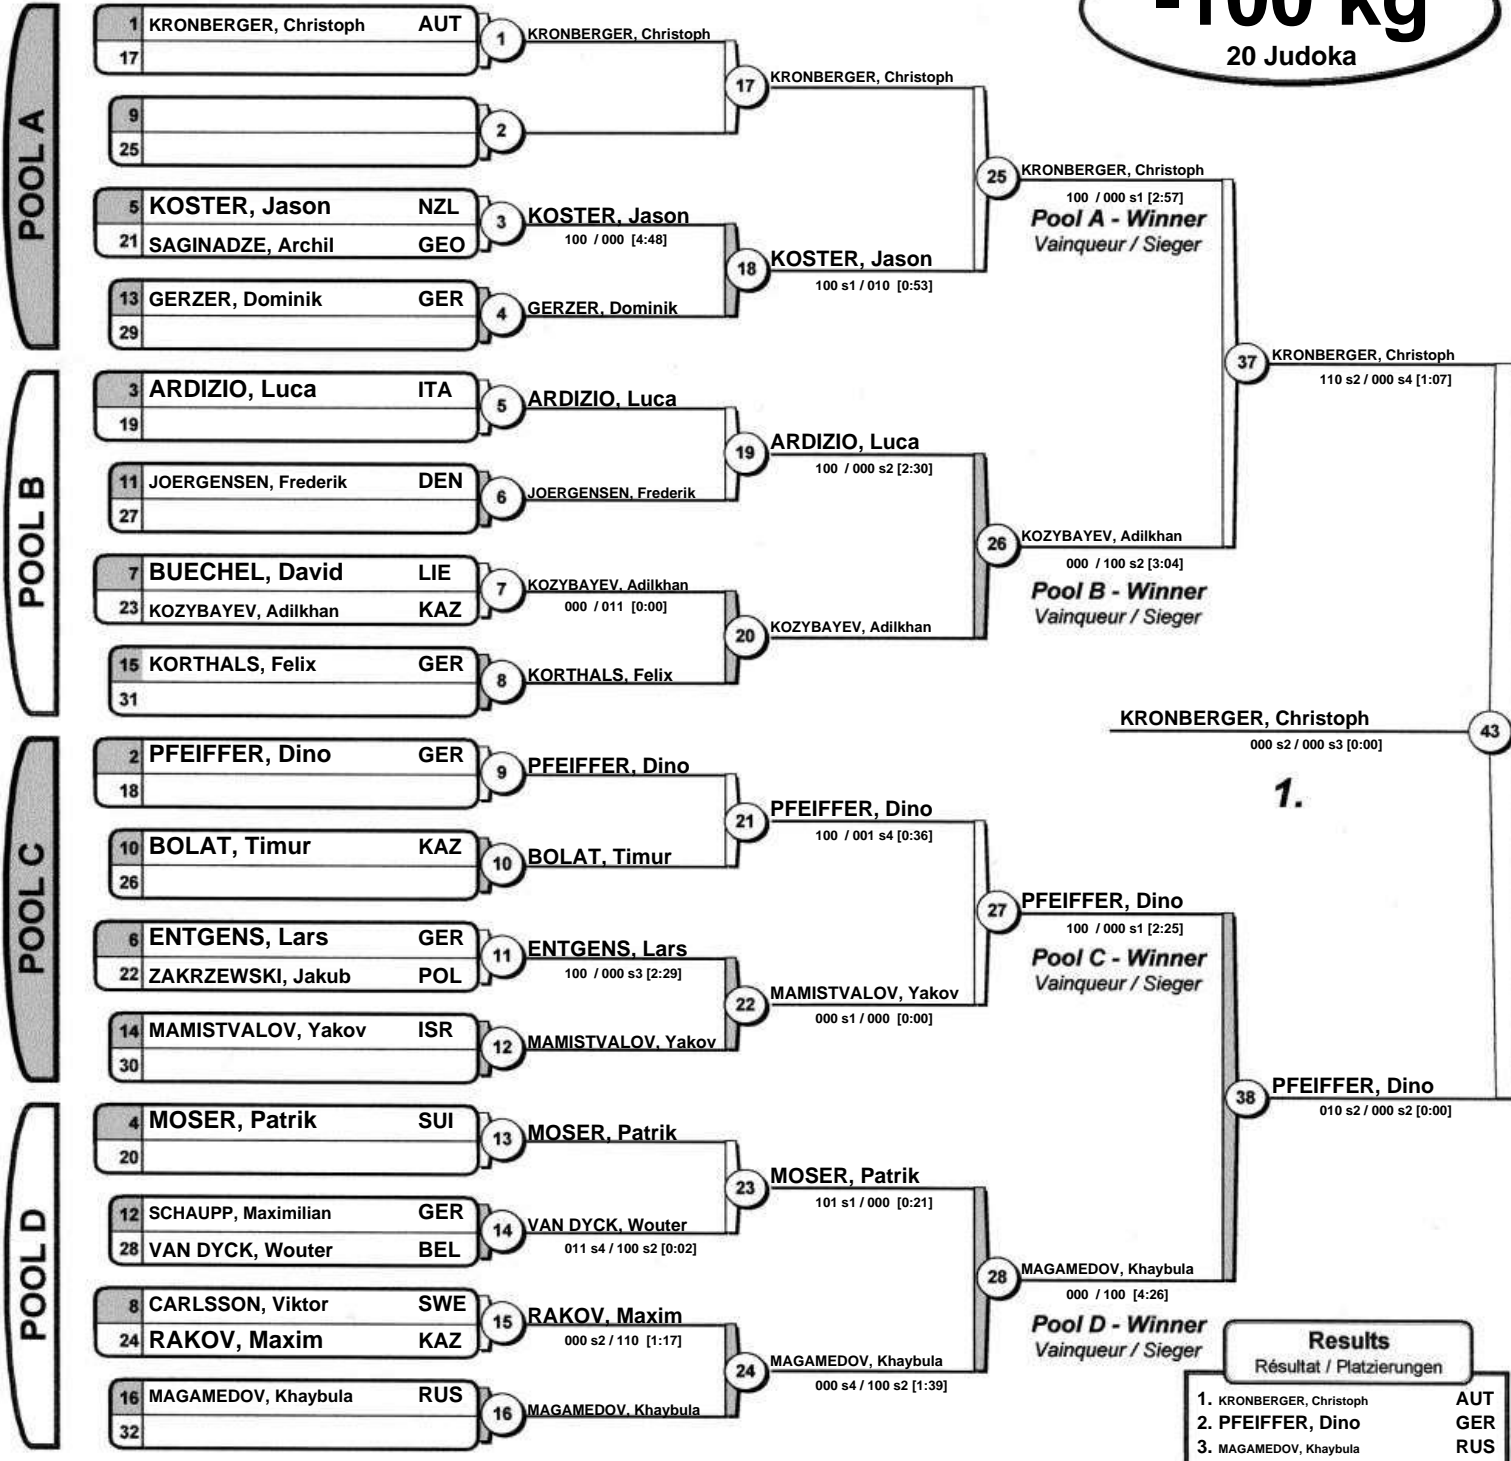 -100 kg
20 Judoka
POOL A
1 KRONBERGER, Christoph AUT
17
1
KRONBERGER, Christoph
9
25
2
17
KRONBERGER, Christoph
5 KOSTER, Jason NZL
21 SAGINADZE, Archil GEO
3
KOSTER, Jason
100 / 000 [4:48]
13 GERZER, Dominik GER
29
4
GERZER, Dominik
18
KOSTER, Jason
100 s1 / 010 [0:53]
25
KRONBERGER, Christoph
100 / 000 s1 [2:57]
Pool A - Winner
Vainqueur / Sieger
POOL B
3 ARDIZIO, Luca ITA
19
5
ARDIZIO, Luca
11 JOERGENSEN, Frederik DEN
27
6
JOERGENSEN, Frederik
19
ARDIZIO, Luca
100 / 000 s2 [2:30]
7 BUECHEL, David LIE
23 KOZYBAYEV, Adilkhan KAZ
7
KOZYBAYEV, Adilkhan
000 / 011 [0:00]
15 KORTHALS, Felix GER
31
8
KORTHALS, Felix
20
KOZYBAYEV, Adilkhan
26
KOZYBAYEV, Adilkhan
000 / 100 s2 [3:04]
Pool B - Winner
Vainqueur / Sieger
37
KRONBERGER, Christoph
110 s2 / 000 s4 [1:07]
KRONBERGER, Christoph
000 s2 / 000 s3 [0:00]
43
1.
POOL C
2 PFEIFFER, Dino GER
18
9
PFEIFFER, Dino
10 BOLAT, Timur KAZ
26
10
BOLAT, Timur
21
PFEIFFER, Dino
100 / 001 s4 [0:36]
6 ENTGENS, Lars GER
22 ZAKRZEWSKI, Jakub POL
11
ENTGENS, Lars
100 / 000 s3 [2:29]
14 MAMISTVALOV, Yakov ISR
30
12
MAMISTVALOV, Yakov
22
MAMISTVALOV, Yakov
000 s1 / 000 [0:00]
27
PFEIFFER, Dino
100 / 000 s1 [2:25]
Pool C - Winner
Vainqueur / Sieger
POOL D
4 MOSER, Patrik SUI
20
13
MOSER, Patrik
12 SCHAUPP, Maximilian GER
28 VAN DYCK, Wouter BEL
14
VAN DYCK, Wouter
011 s4 / 100 s2 [0:02]
23
MOSER, Patrik
101 s1 / 000 [0:21]
8 CARLSSON, Viktor SWE
24 RAKOV, Maxim KAZ
15
RAKOV, Maxim
000 s2 / 110 [1:17]
16 MAGAMEDOV, Khaybula RUS
32
16
MAGAMEDOV, Khaybula
24
MAGAMEDOV, Khaybula
000 s4 / 100 s2 [1:39]
28
MAGAMEDOV, Khaybula
000 / 100 [4:26]
Pool D - Winner
Vainqueur / Sieger
38
PFEIFFER, Dino
010 s2 / 000 s2 [0:00]
Results
Résultat / Platzierungen
1. KRONBERGER, Christoph AUT
2. PFEIFFER, Dino GER
3. MAGAMEDOV, Khaybula RUS